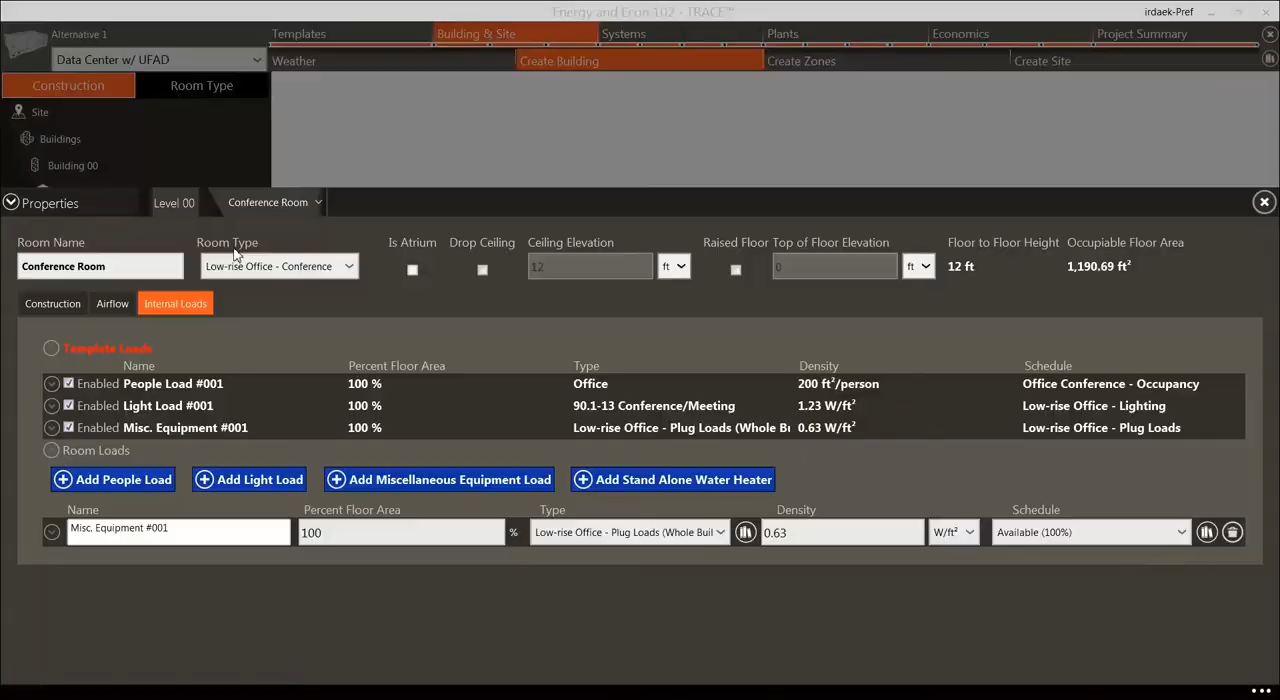 Energy and Econ 102 - TRACE™
irdaek-Pref
Alternative 1
Templates
Building & Site
Systems
Plants
Economics
Project Summary
Data Center w/ UFAD
Weather
Create Building
Create Zones
Create Site
Construction
Room Type
Site
Buildings
Building 00
Properties
Level 00
Conference Room
Room Name
Room Type
Is Atrium
Drop Ceiling
Ceiling Elevation
Raised Floor
Top of Floor Elevation
Floor to Floor Height
Occupiable Floor Area
Conference Room
Low-rise Office - Conference
12
ft
0
ft
12 ft
1,190.69 ft²
Construction
Airflow
Internal Loads
Template Loads
Name
Percent Floor Area
Type
Density
Schedule
Enabled People Load #001 100 % Office 200 ft²/person Office Conference - Occupancy
Enabled Light Load #001 100 % 90.1-13 Conference/Meeting 1.23 W/ft² Low-rise Office - Lighting
Enabled Misc. Equipment #001 100 % Low-rise Office - Plug Loads (Whole Bu 0.63 W/ft² Low-rise Office - Plug Loads
Room Loads
Add People Load
Add Light Load
Add Miscellaneous Equipment Load
Add Stand Alone Water Heater
Name
Percent Floor Area
Type
Density
Schedule
Misc. Equipment #001
100
%
Low-rise Office - Plug Loads (Whole Buil
0.63
W/ft²
Available (100%)